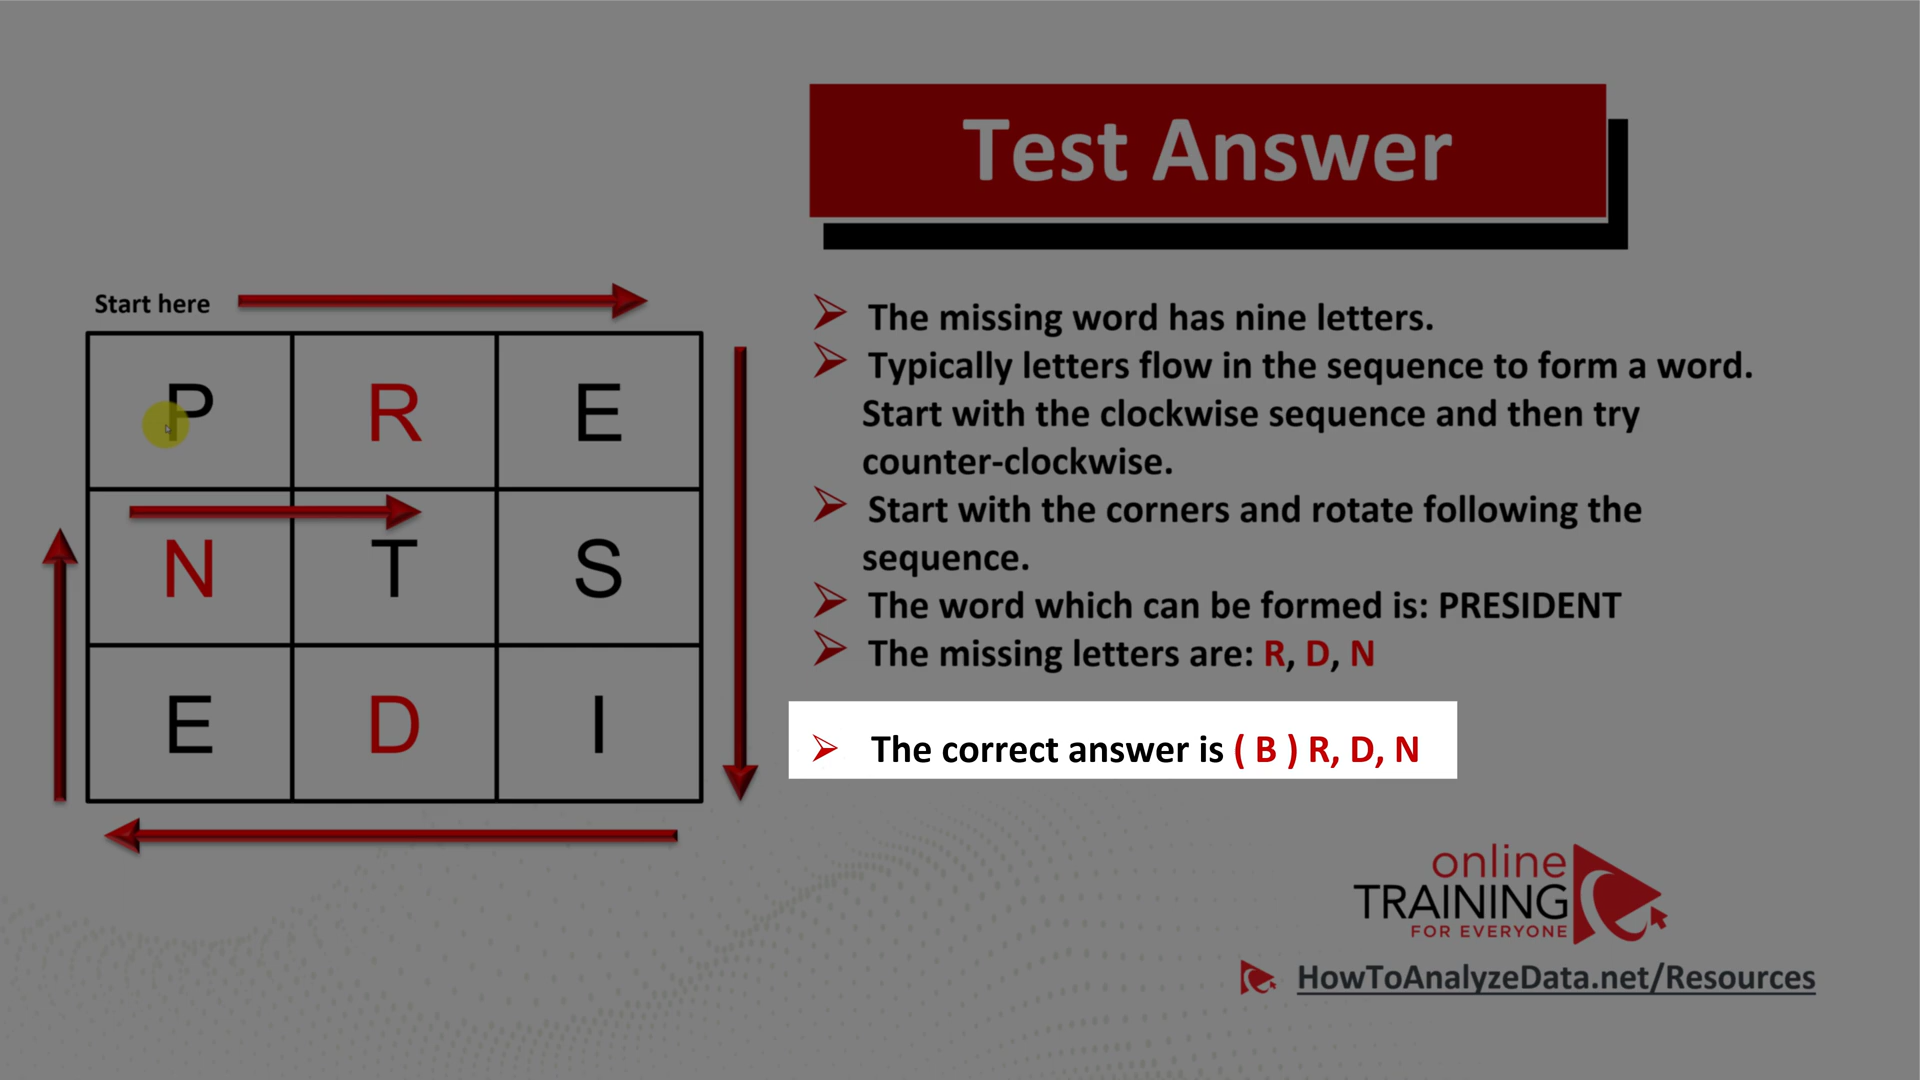 Test Answer
Start here
P R E
N T S
E D I
The missing word has nine letters.
Typically letters flow in the sequence to form a word.
Start with the clockwise sequence and then try
counter-clockwise.
Start with the corners and rotate following the
sequence.
The word which can be formed is: PRESIDENT
The missing letters are: R, D, N
The correct answer is ( B ) R, D, N
online
TRAINING
FOR EVERYONE
HowToAnalyzeData.net/Resources